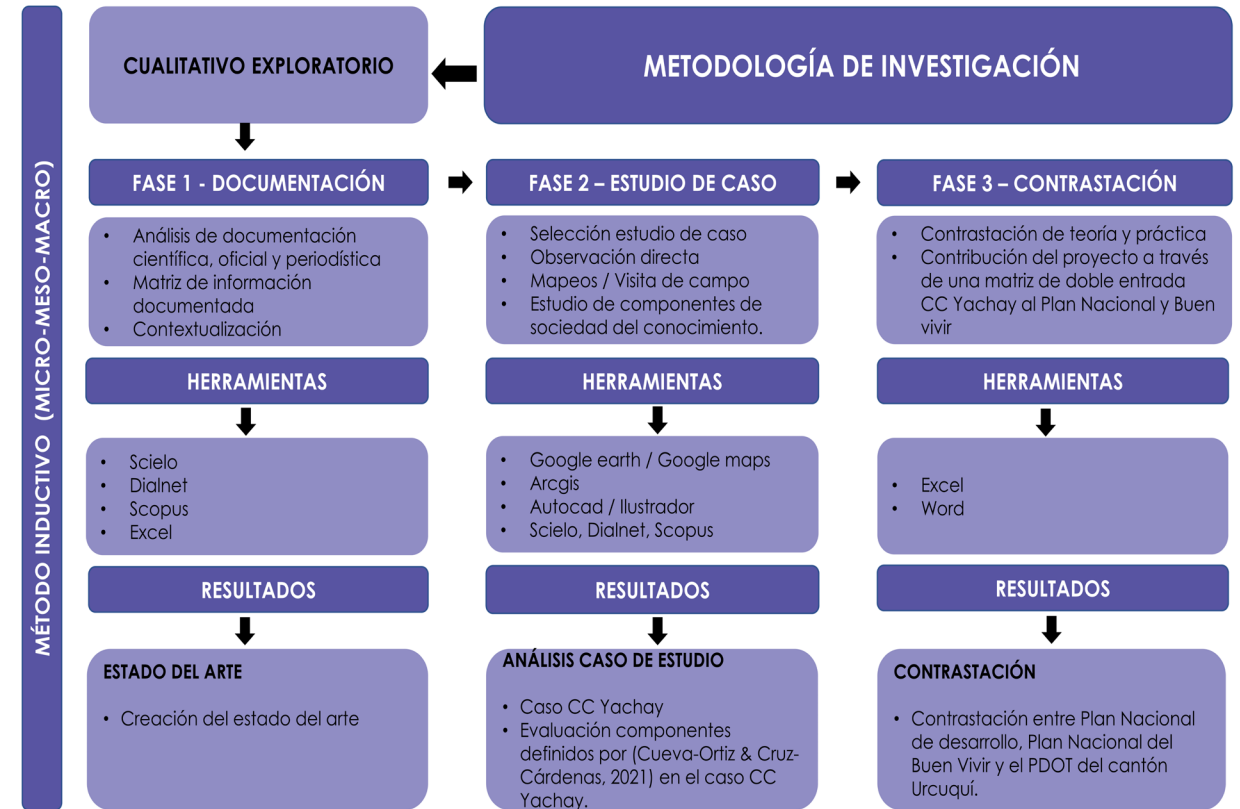 MÉTODO INDUCTIVO (MICRO-MESO-MACRO)
CUALITATIVO EXPLORATORIO
METODOLOGÍA DE INVESTIGACIÓN
FASE 1 - DOCUMENTACIÓN
• Análisis de documentación
científica, oficial y periodística
• Matriz de información
documentada
• Contextualización
HERRAMIENTAS
• Scielo
• Dialnet
• Scopus
• Excel
RESULTADOS
ESTADO DEL ARTE
• Creación del estado del arte
FASE 2 – ESTUDIO DE CASO
• Selección estudio de caso
• Observación directa
• Mapeos / Visita de campo
• Estudio de componentes de
sociedad del conocimiento.
HERRAMIENTAS
• Google earth / Google maps
• Arcgis
• Autocad / Ilustrador
• Scielo, Dialnet, Scopus
RESULTADOS
ANÁLISIS CASO DE ESTUDIO
• Caso CC Yachay
• Evaluación componentes
definidos por (Cueva-Ortiz & Cruz-
Cárdenas, 2021) en el caso CC
Yachay.
FASE 3 – CONTRASTACIÓN
• Contrastación de teoría y práctica
• Contribución del proyecto a través
de una matriz de doble entrada
CC Yachay al Plan Nacional y Buen
vivir
HERRAMIENTAS
• Excel
• Word
RESULTADOS
CONTRASTACIÓN
• Contrastación entre Plan Nacional
de desarrollo, Plan Nacional del
Buen Vivir y el PDOT del cantón
Urcuquí.